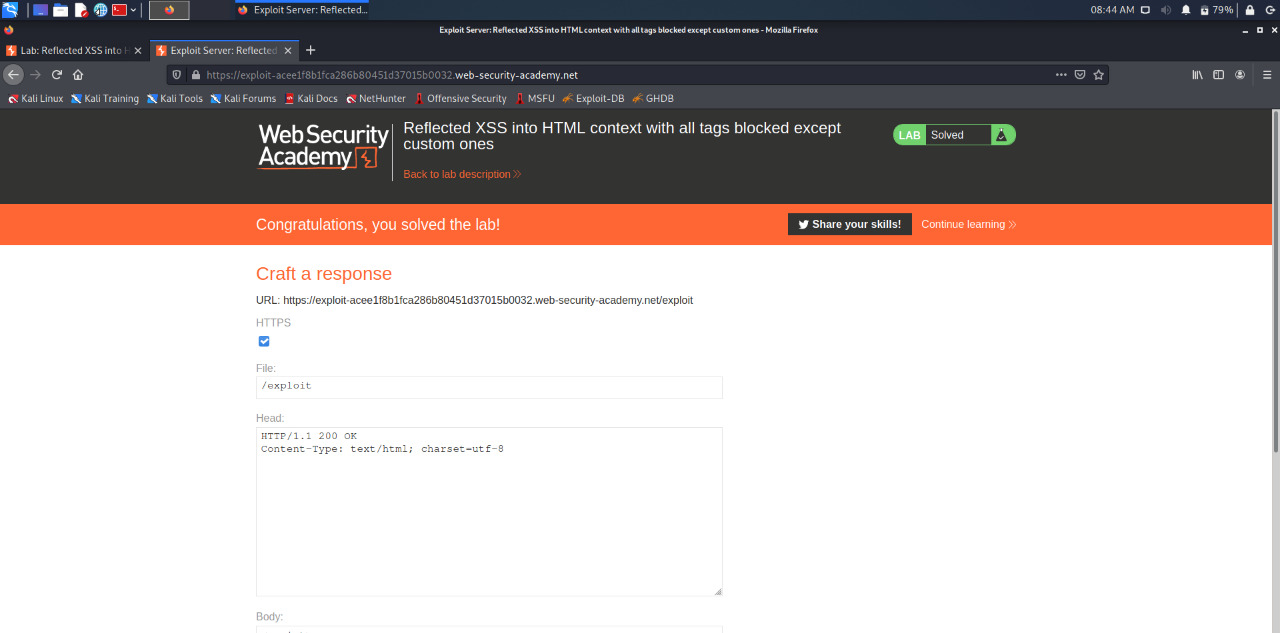 Exploit Server: Reflected...
08:44 AM
79%
Exploit Server: Reflected XSS into HTML context with all tags blocked except custom ones - Mozilla Firefox
Lab: Reflected XSS into H
Exploit Server: Reflected
https://exploit-acee1f8b1fca286b80451d37015b0032.web-security-academy.net
Kali Linux Kali Training Kali Tools Kali Forums Kali Docs NetHunter Offensive Security MSFU Exploit-DB GHDB
Web Security
Academy
Reflected XSS into HTML context with all tags blocked except
custom ones
Back to lab description
LAB Solved
Congratulations, you solved the lab!
Share your skills!
Continue learning
Craft a response
URL: https://exploit-acee1f8b1fca286b80451d37015b0032.web-security-academy.net/exploit
HTTPS
File:
/exploit
Head:
HTTP/1.1 200 OK
Content-Type: text/html; charset=utf-8
Body: